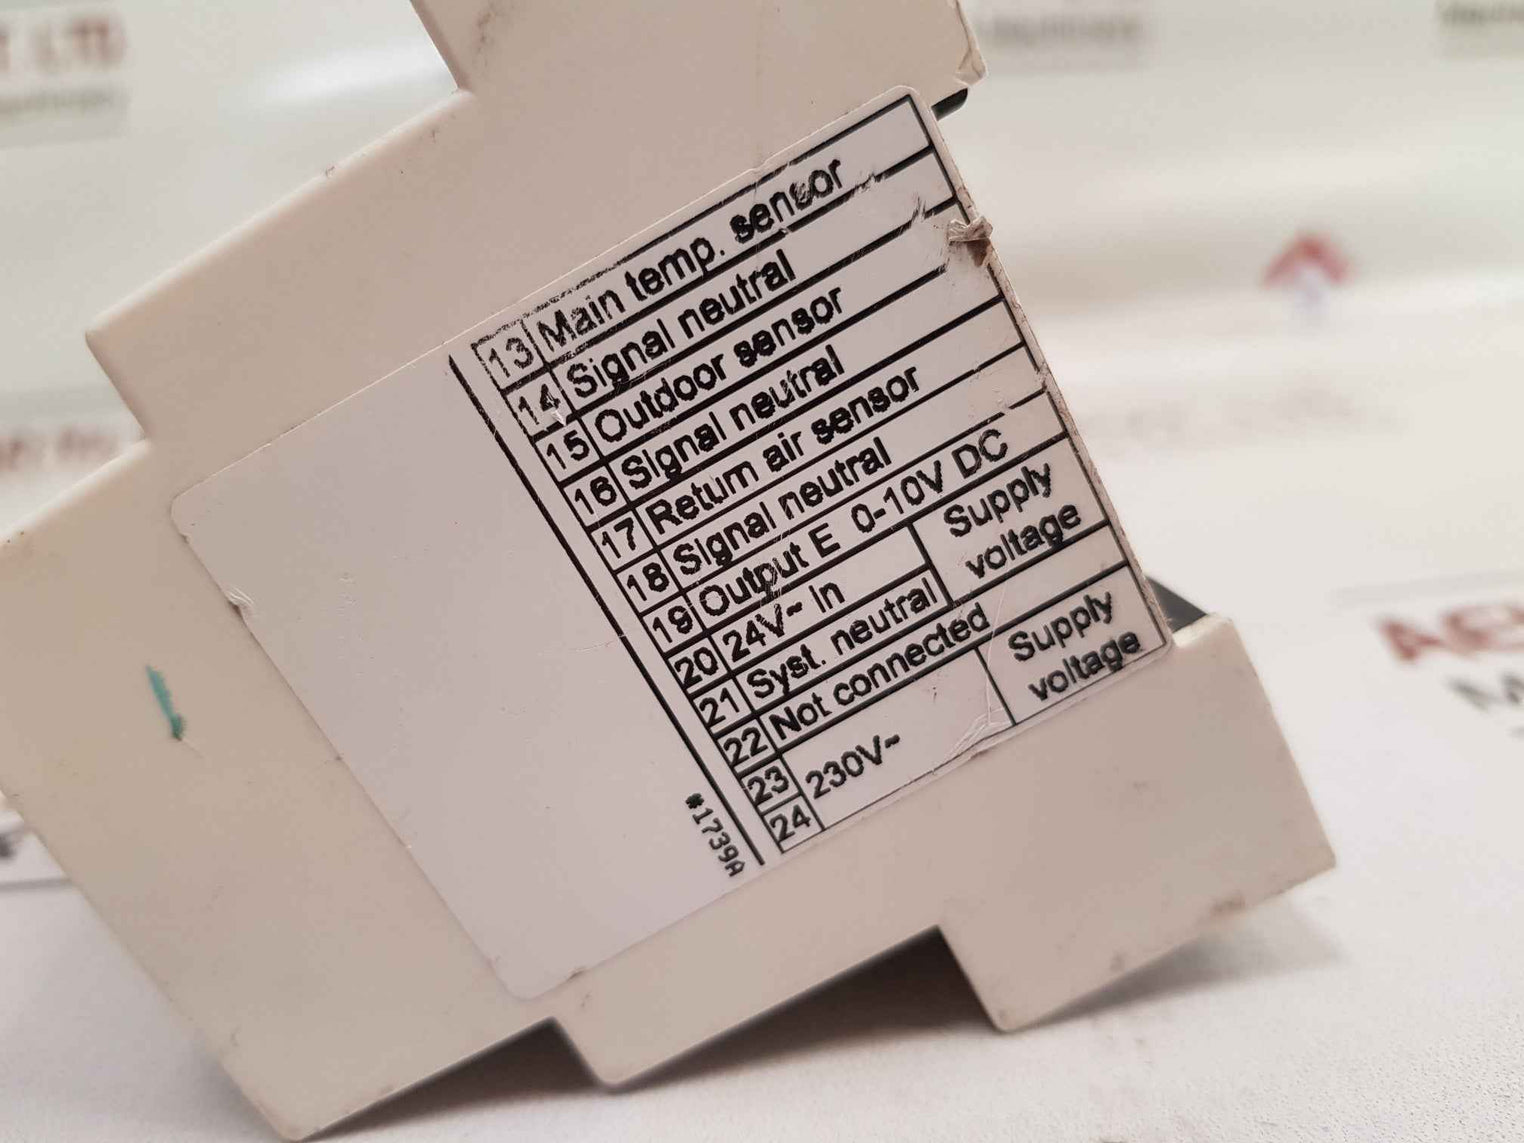 13 Main temp. sensor
14 Signal neutral
15 Outdoor sensor
16 Signal neutral
17 Return air sensor
18 Signal neutral
19 Output E 0-10V DC
20 24V~ In
21 Syst. neutral
Supply
voltage
22 Not connected
23
24
230V~
Supply
voltage
#1739A
LTD